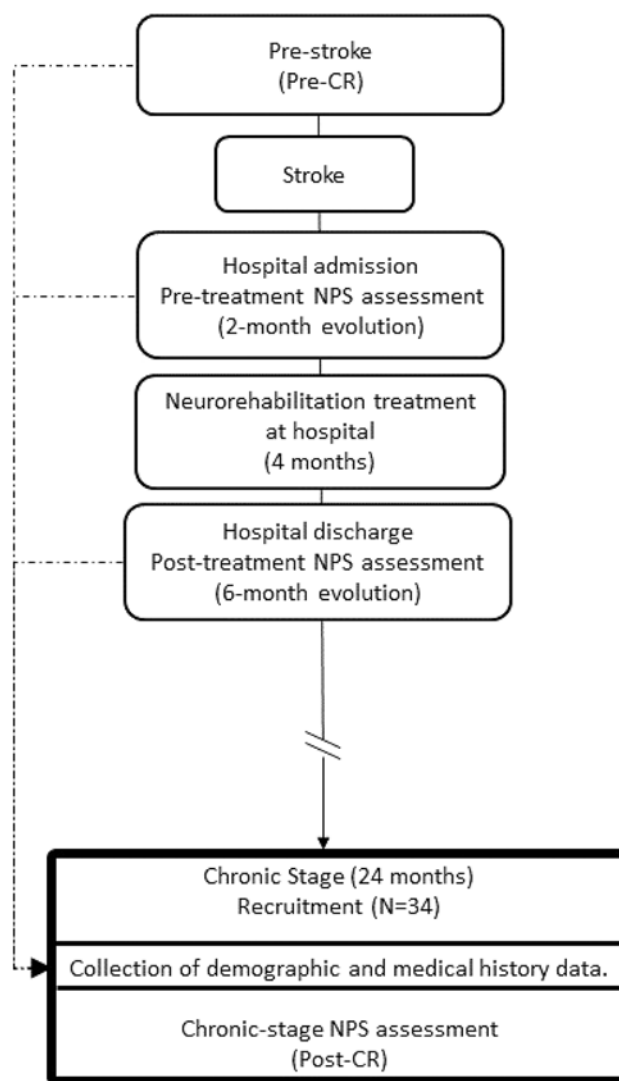 Pre-stroke
(Pre-CR)
Stroke
Hospital admission
Pre-treatment NPS assessment
(2-month evolution)
Neurorehabilitation treatment
at hospital
(4 months)
Hospital discharge
Post-treatment NPS assessment
(6-month evolution)
Chronic Stage (24 months)
Recruitment (N=34)
Collection of demographic and medical history data.
Chronic-stage NPS assessment
(Post-CR)